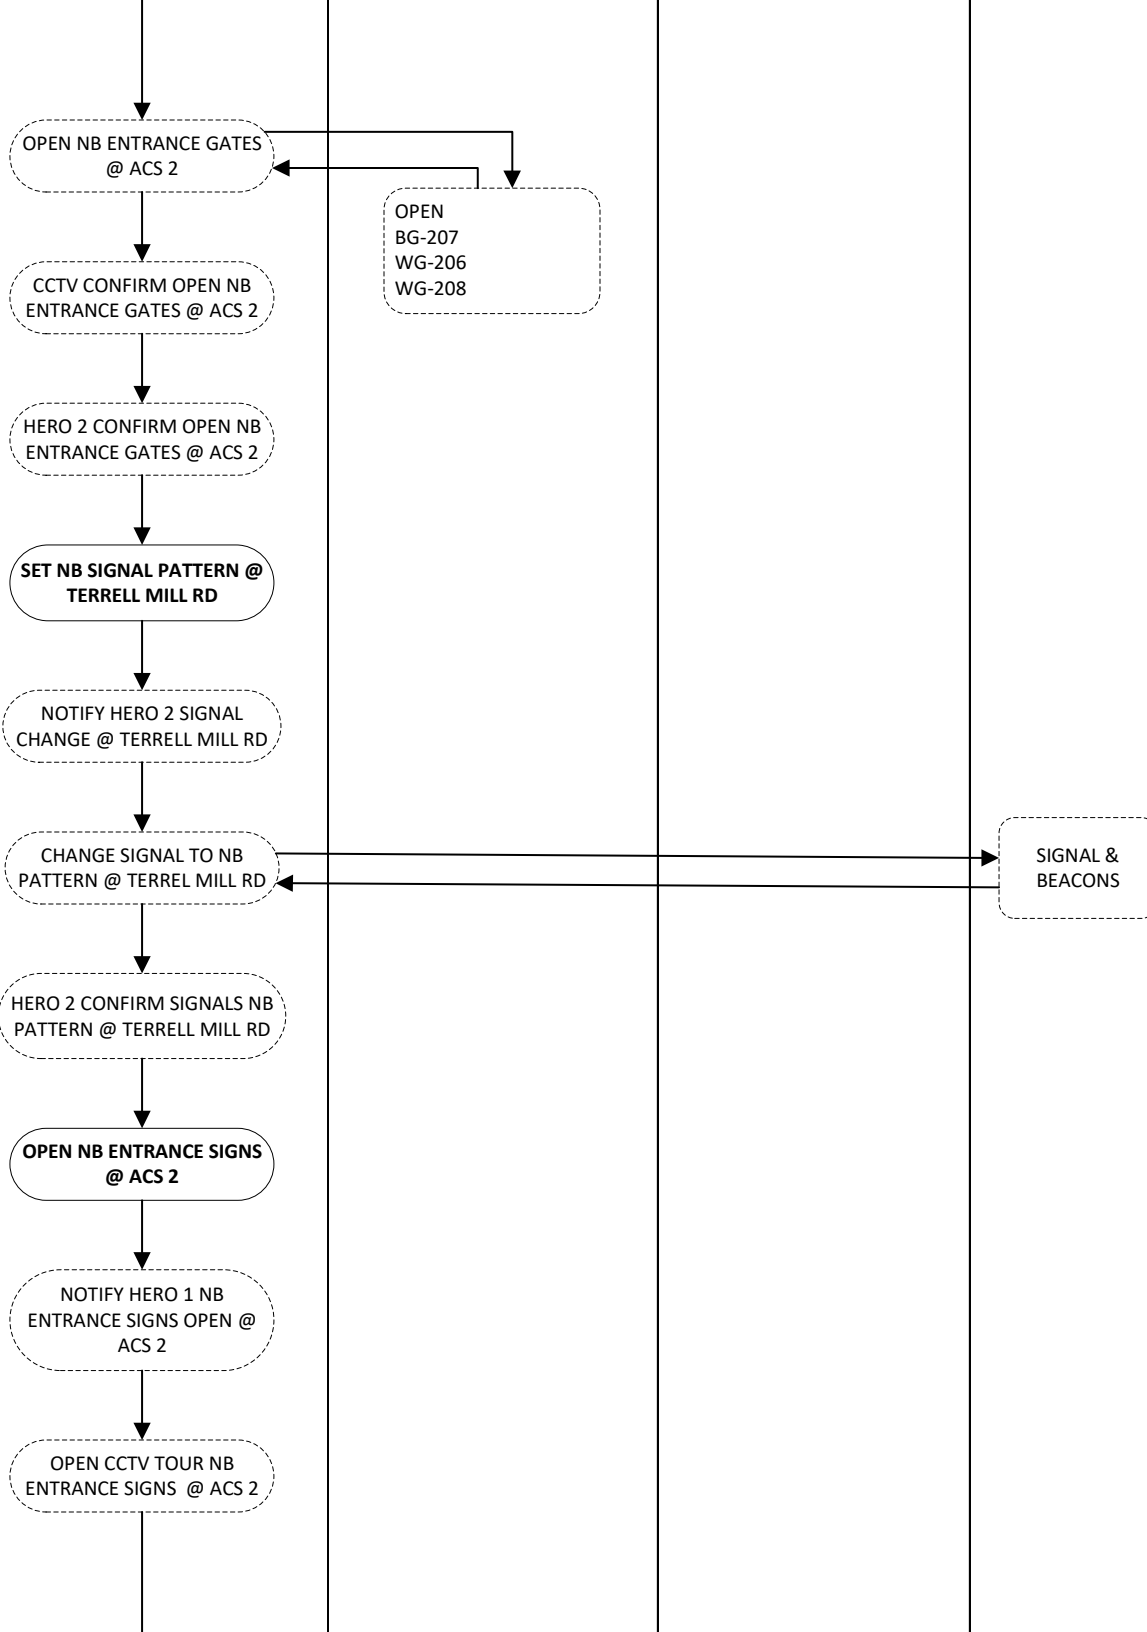 OPEN NB ENTRANCE GATES
@ ACS 2
OPEN
BG-207
WG-206
WG-208
CCTV CONFIRM OPEN NB
ENTRANCE GATES @ ACS 2
HERO 2 CONFIRM OPEN NB
ENTRANCE GATES @ ACS 2
SET NB SIGNAL PATTERN @
TERRELL MILL RD
NOTIFY HERO 2 SIGNAL
CHANGE @ TERRELL MILL RD
CHANGE SIGNAL TO NB
PATTERN @ TERREL MILL RD
SIGNAL &
BEACONS
HERO 2 CONFIRM SIGNALS NB
PATTERN @ TERRELL MILL RD
OPEN NB ENTRANCE SIGNS
@ ACS 2
NOTIFY HERO 1 NB
ENTRANCE SIGNS OPEN @
ACS 2
OPEN CCTV TOUR NB
ENTRANCE SIGNS @ ACS 2